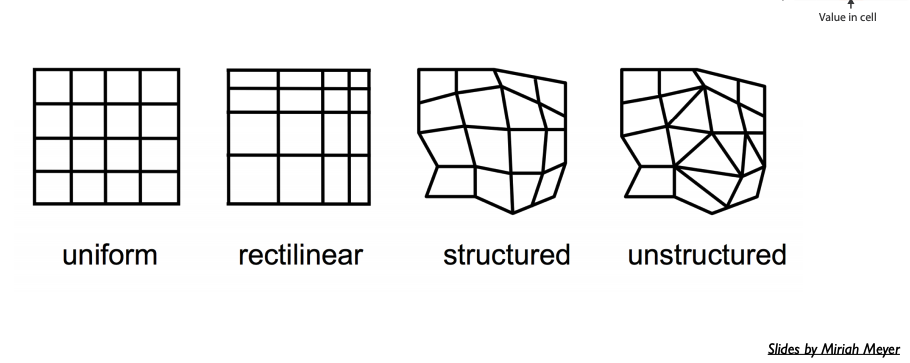 Value in cell
uniform
rectilinear
structured
unstructured
Slides by Miriah Meyer